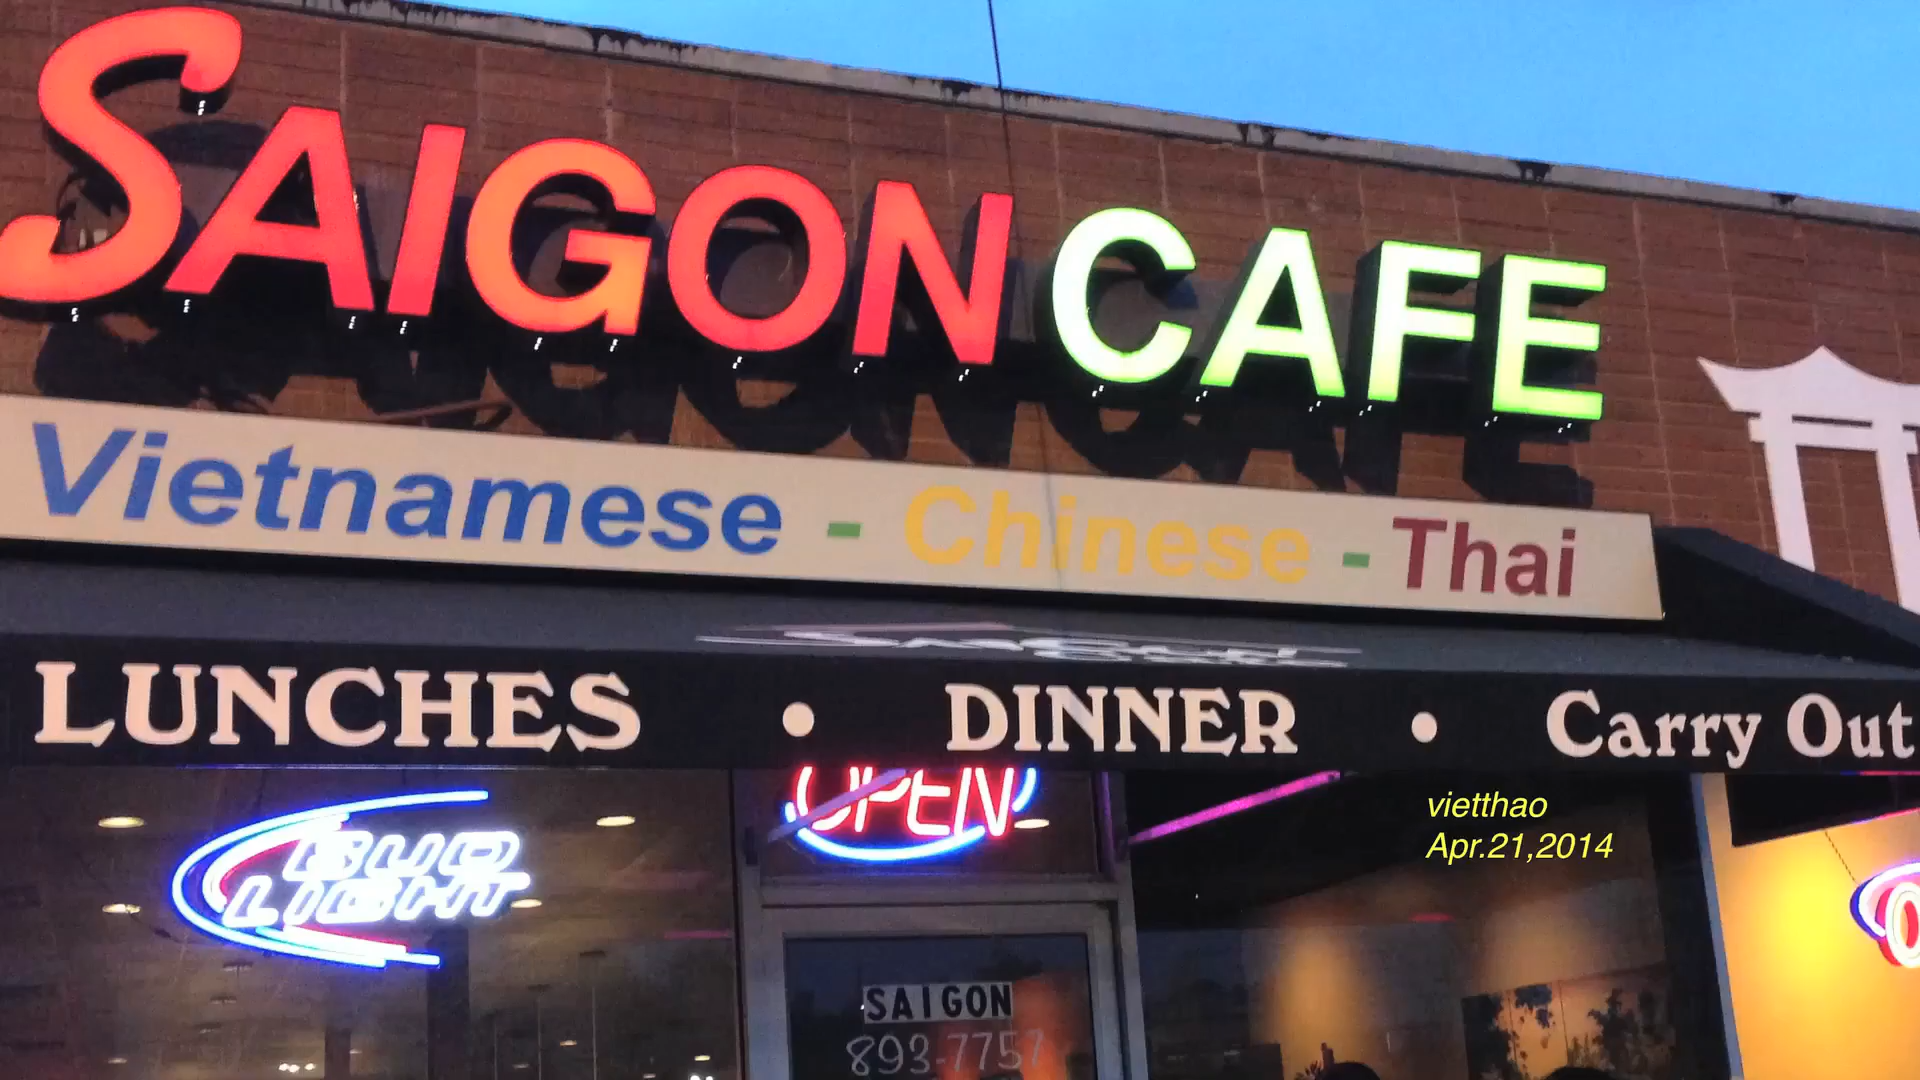 SAIGON CAFE
Vietnamese - Chinese - Thai
LUNCHES • DINNER • Carry Out
OPEN
BUD
LIGHT
vietthao
Apr.21,2014
SAIGON
893-7757